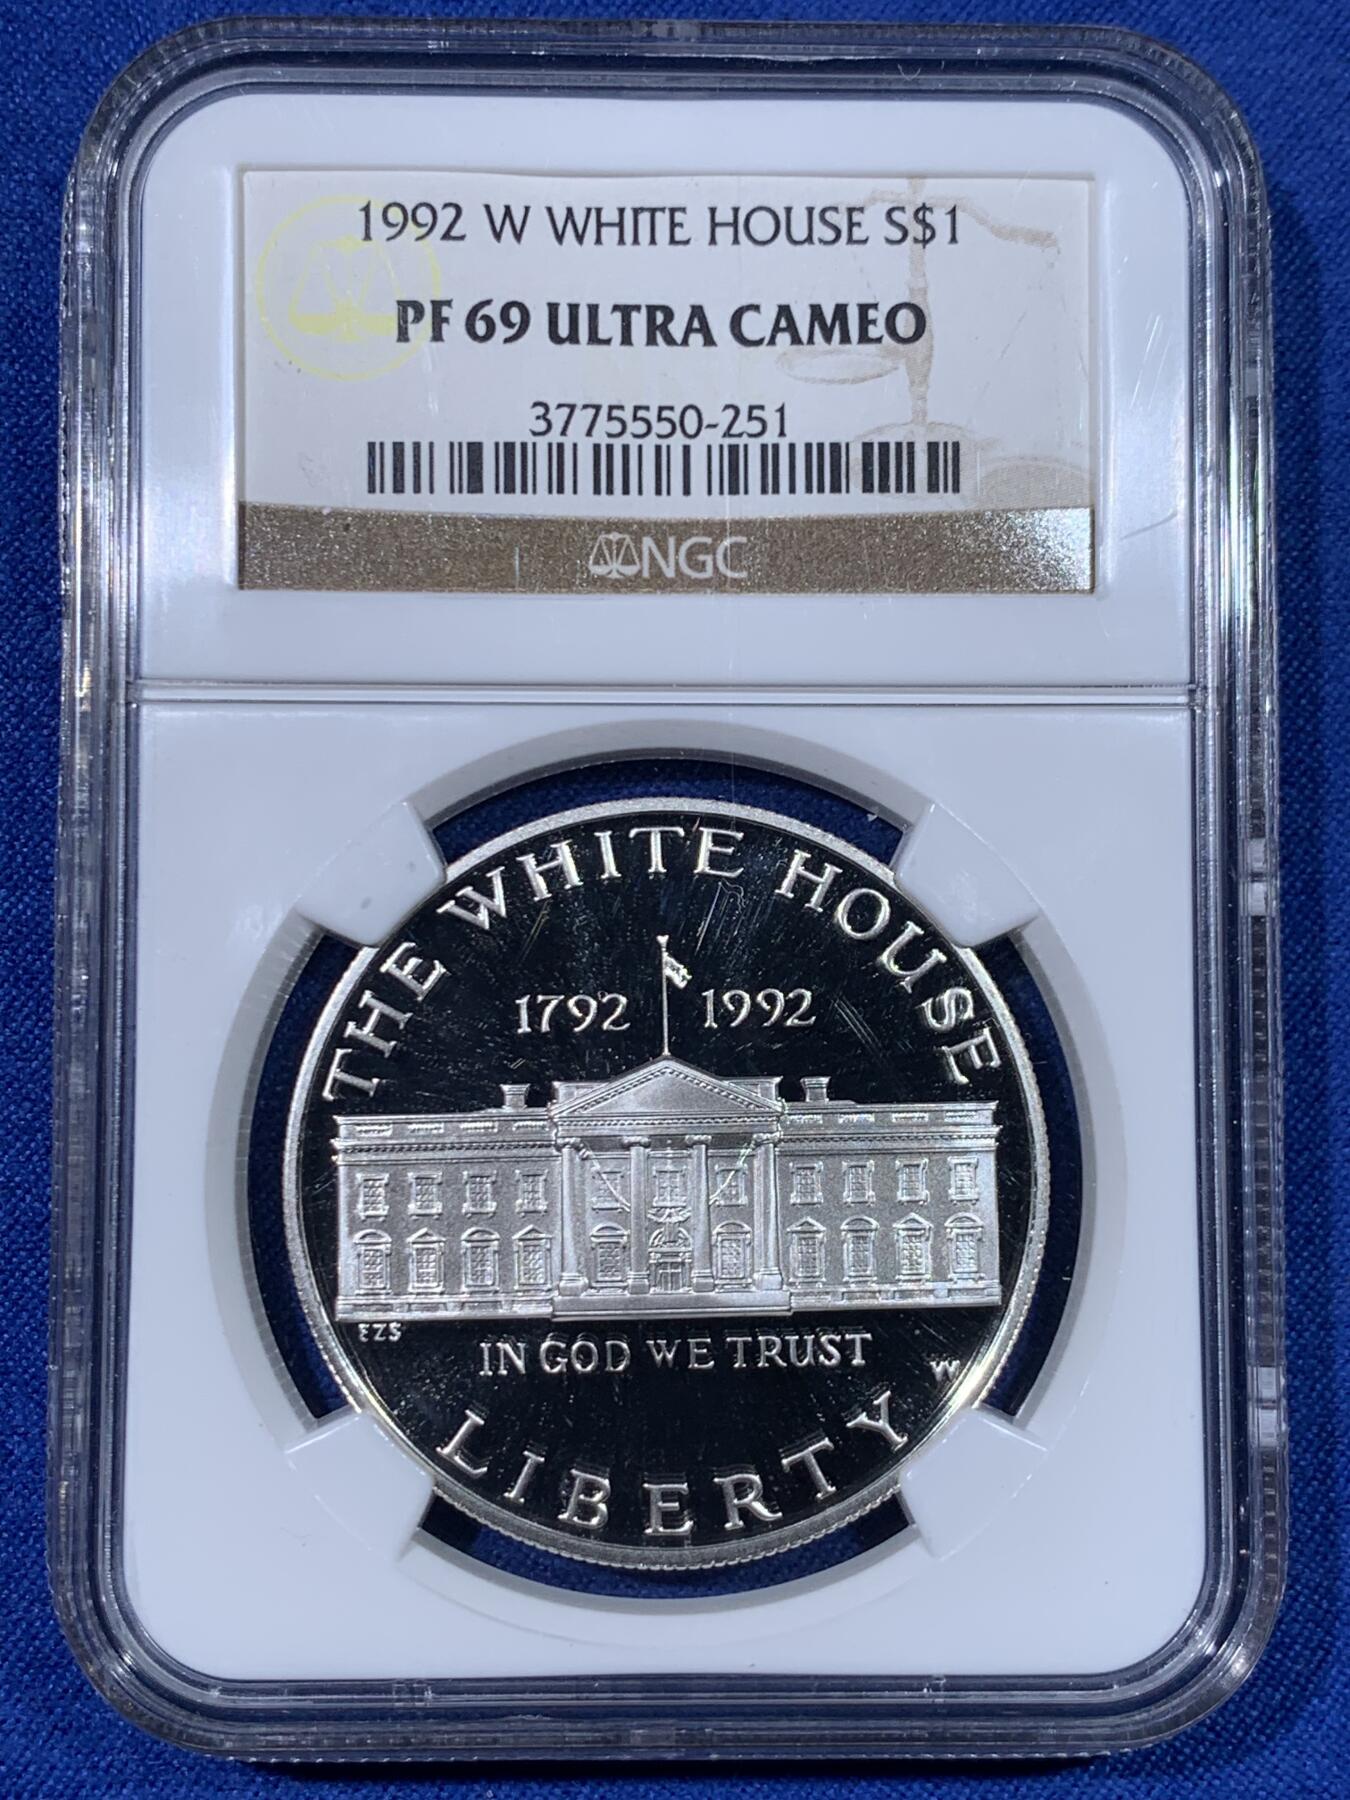 1992 W WHITE HOUSE S$1
PF 69 ULTRA CAMEO
3775550-251
NGC
THE WHITE HOUSE
1792 1992
EZS
IN GOD WE TRUST
W
LIBERTY